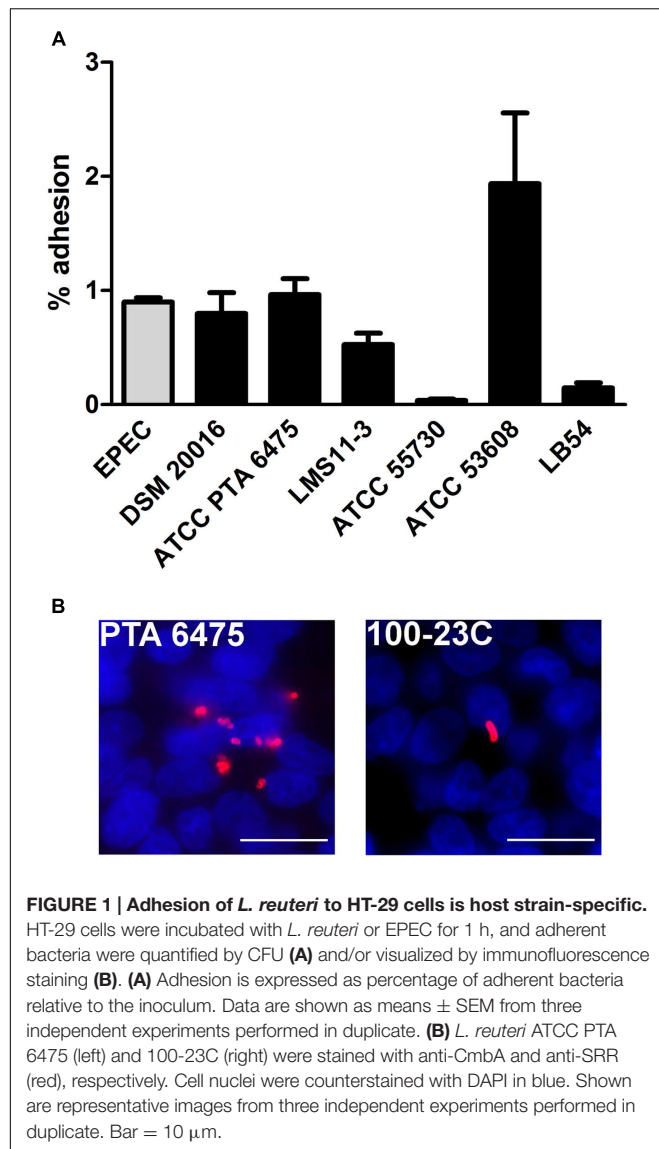 A
3
2
1
0
% adhesion
EPEC
DSM 20016
ATCC PTA 6475
LMS11-3
ATCC 55730
ATCC 53608
LB54
B
PTA 6475
100-23C
FIGURE 1 | Adhesion of L. reuteri to HT-29 cells is host strain-specific.
HT-29 cells were incubated with L. reuteri or EPEC for 1 h, and adherent
bacteria were quantified by CFU (A) and/or visualized by immunofluorescence
staining (B). (A) Adhesion is expressed as percentage of adherent bacteria
relative to the inoculum. Data are shown as means ± SEM from three
independent experiments performed in duplicate. (B) L. reuteri ATCC PTA
6475 (left) and 100-23C (right) were stained with anti-CmbA and anti-SRR
(red), respectively. Cell nuclei were counterstained with DAPI in blue. Shown
are representative images from three independent experiments performed in
duplicate. Bar = 10 μm.